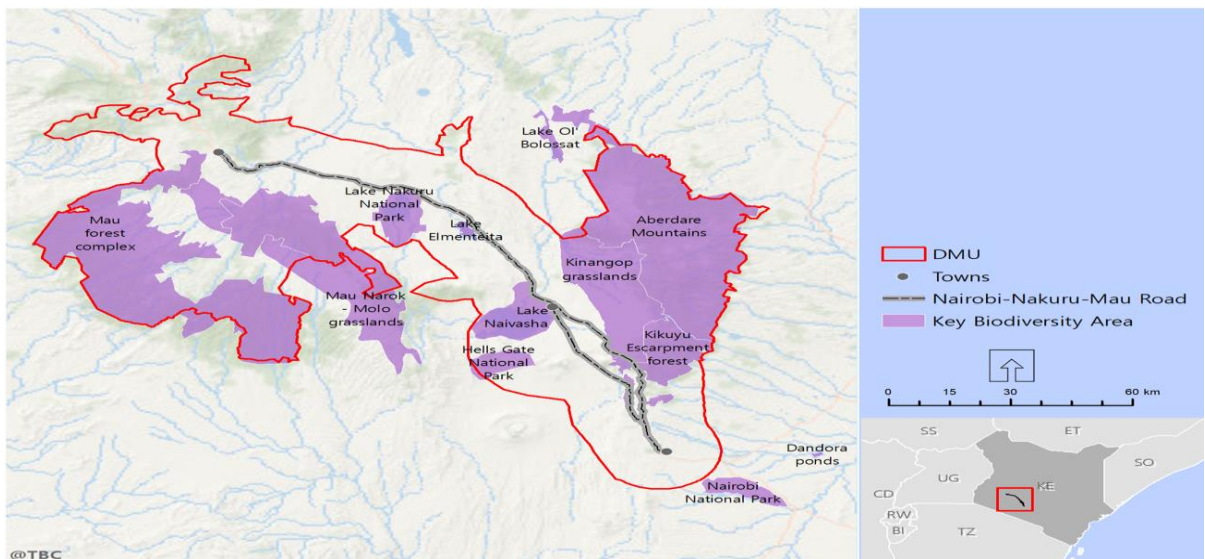 Lake Ol'
Bolossat
Lake Nakuru
National
Park
Mau
forest
complex
Aberdare
Mountains
Lake
Elmenteita
Kinangop
grasslands
Mau Narok
- Molo
grasslands
Lake
Naivasha
Kikuyu
Escarpment
forest
Hells Gate
National
Park
Dandora
ponds
Nairobi
National Park
@TBC
DMU
Towns
Nairobi-Nakuru-Mau Road
Key Biodiversity Area
0 15 30 60 km
SS
ET
UG
KE
SO
CD
RW
BI
TZ